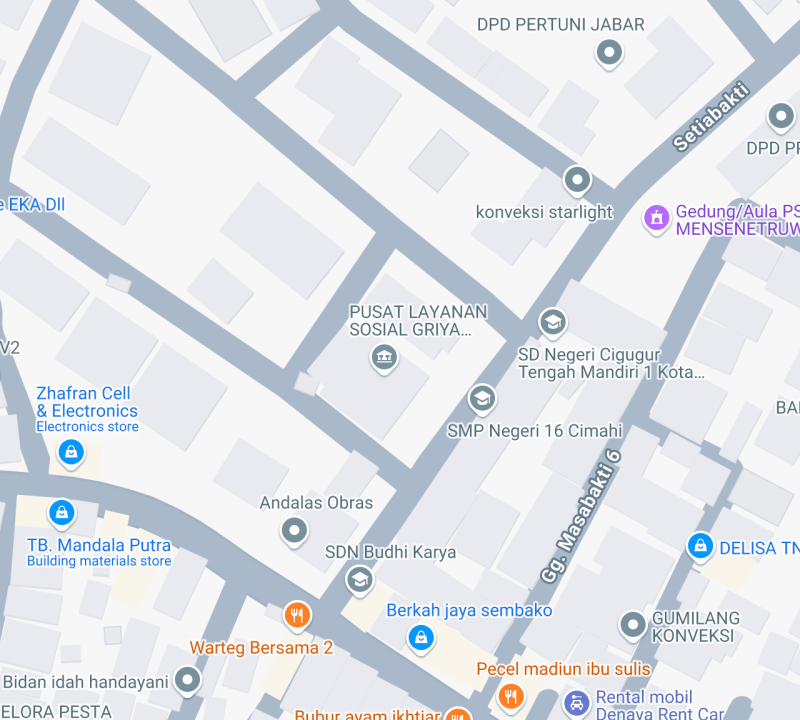 DPD PERTUNI JABAR
Setiabakti
DPD PR
e EKA Dll
konveksi starlight
Gedung/Aula PS
MENSENETRUW
PUSAT LAYANAN
SOSIAL GRIYA...
V2
SD Negeri Cigugur
Tengah Mandiri 1 Kota...
Zhafran Cell
& Electronics
Electronics store
SMP Negeri 16 Cimahi
BA
Gg. Masabakti 6
Andalas Obras
TB. Mandala Putra
Building materials store
SDN Budhi Karya
DELISA TN
Berkah jaya sembako
GUMILANG
KONVEKSI
Warteg Bersama 2
Pecel madiun ibu sulis
Bidan idah handayani
Rental mobil
Denaya Rent Car
ELORA PESTA
Bubur ayam ikhtiar